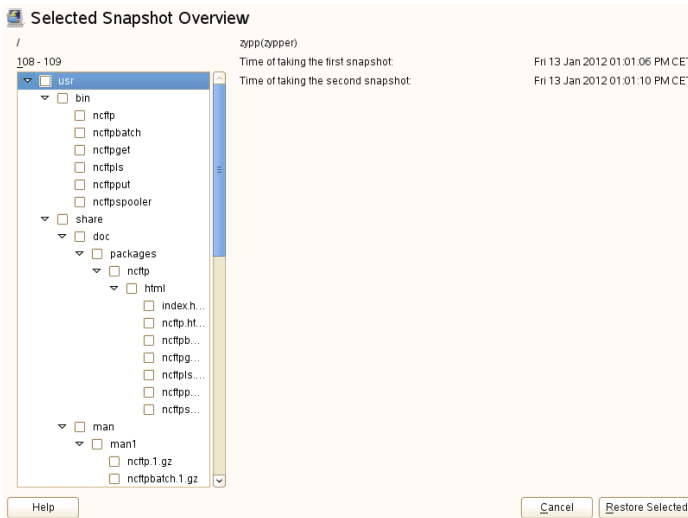 Selected Snapshot Overview
/
108 - 109
usr
bin
ncftp
ncftpbatch
ncftpget
ncftpls
ncftpput
ncftpspooler
share
doc
packages
ncftp
html
index.h...
ncftp.ht...
ncftpb...
ncftpg...
ncftpls....
ncftpp...
ncftps...
man
man1
ncftp.1.gz
ncftpbatch.1.gz
zypp(zypper)
Time of taking the first snapshot: Fri 13 Jan 2012 01:01:06 PM CET
Time of taking the second snapshot: Fri 13 Jan 2012 01:01:10 PM CET
Help
Cancel
Restore Selected